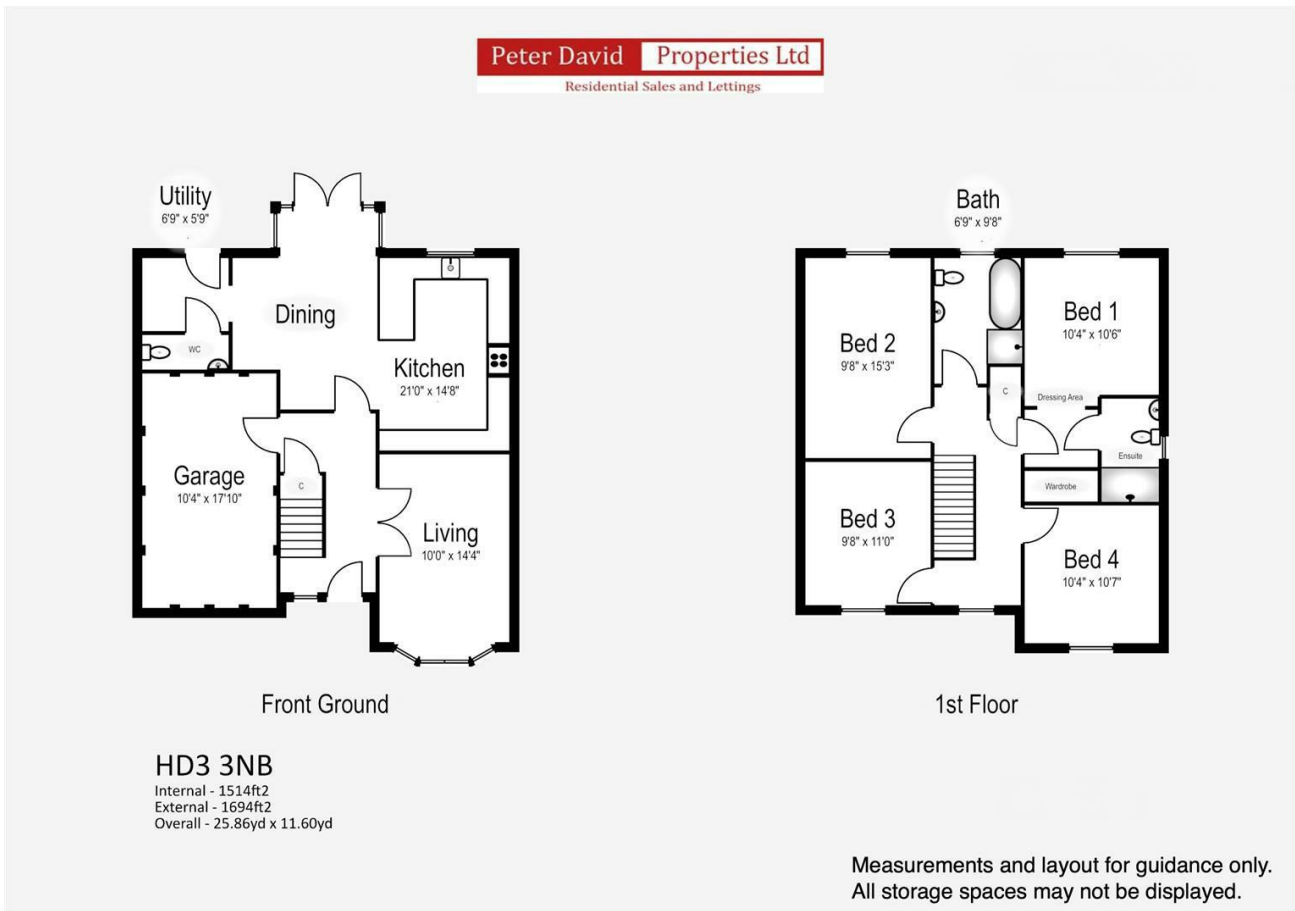 Peter David Properties Ltd
Residential Sales and Lettings
Utility
6'9" x 5'9"
Dining
WC
Kitchen
21'0" x 14'8"
Garage
10'4" x 17'10"
C
Living
10'0" x 14'4"
Front Ground
Bath
6'9" x 9'8"
Bed 1
10'4" x 10'6"
Bed 2
9'8" x 15'3"
C
Dressing Area
Ensuite
Wardrobe
Bed 3
9'8" x 11'0"
Bed 4
10'4" x 10'7"
1st Floor
HD3 3NB
Internal - 1514ft2
External - 1694ft2
Overall - 25.86yd x 11.60yd
Measurements and layout for guidance only.
All storage spaces may not be displayed.